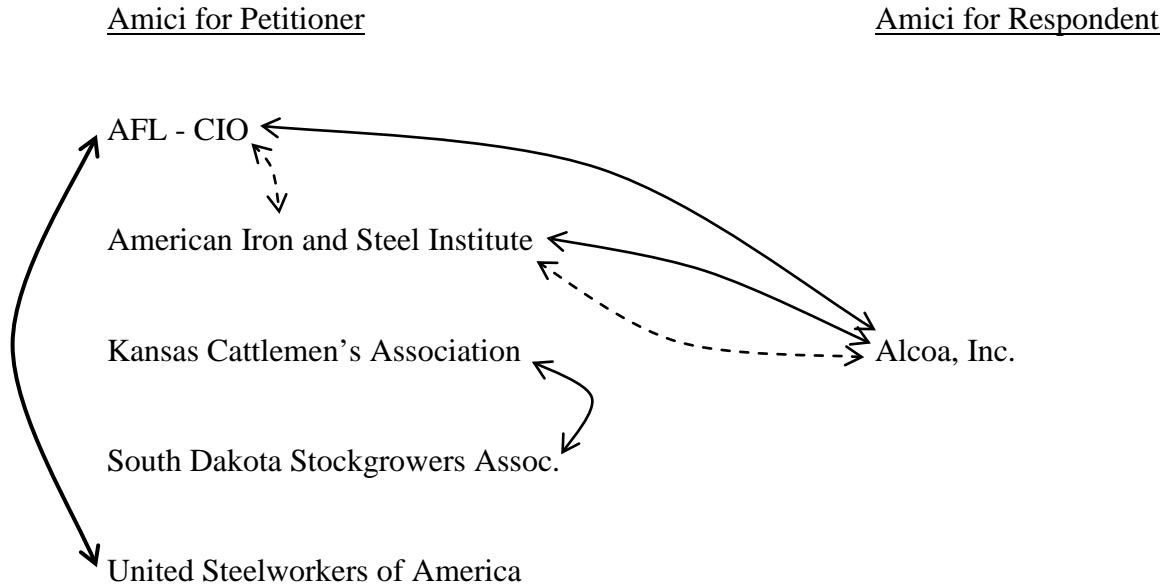 Amici for Petitioner Amici for Respondent
AFL - CIO
American Iron and Steel Institute
Kansas Cattlemen’s Association Alcoa, Inc.
South Dakota Stockgrowers Assoc.
United Steelworkers of America